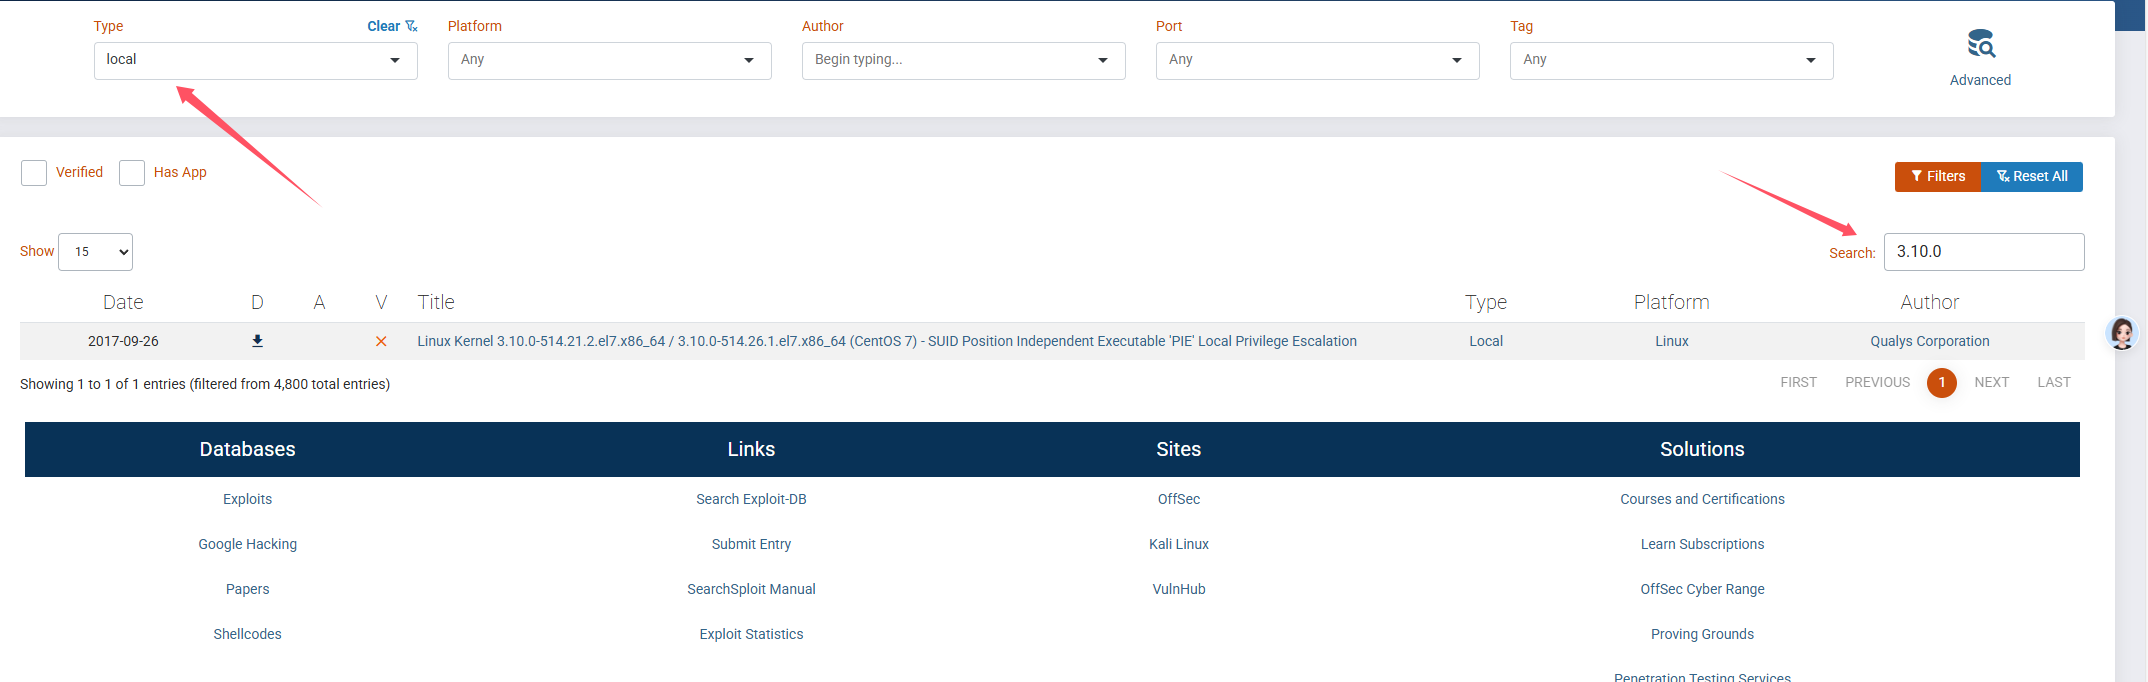 Type Clear Platform Author Port Tag
local Any Begin typing... Any Any
Advanced
Verified Has App
Filters Reset All
Show 15 Search: 3.10.0
Date D A V Title Type Platform Author
2017-09-26 Linux Kernel 3.10.0-514.21.2.el7.x86_64 / 3.10.0-514.26.1.el7.x86_64 (CentOS 7) - SUID Position Independent Executable 'PIE' Local Privilege Escalation Local Linux Qualys Corporation
Showing 1 to 1 of 1 entries (filtered from 4,800 total entries) FIRST PREVIOUS 1 NEXT LAST
Databases Links Sites Solutions
Exploits Search Exploit-DB OffSec Courses and Certifications
Google Hacking Submit Entry Kali Linux Learn Subscriptions
Papers SearchSploit Manual VulnHub OffSec Cyber Range
Shellcodes Exploit Statistics Proving Grounds
Penetration Testing Services